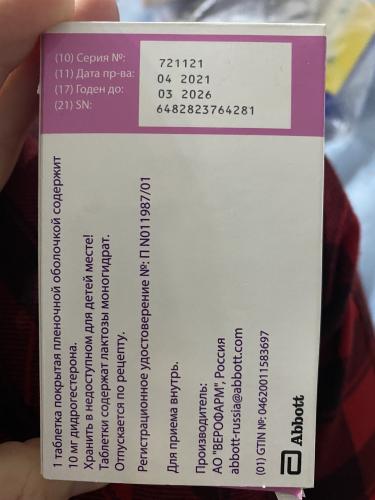 (10) Серия №: 721121
(11) Дата пр-ва: 04 2021
(17) Годен до: 03 2026
(21) SN: 6482823764281
1 таблетка покрытая пленочной оболочкой содержит
10 мг дидрогестерона.
Хранить в недоступном для детей месте!
Таблетки содержат лактозы моногидрат.
Отпускается по рецепту.
Регистрационное удостоверение №: П N011987/01
Для приема внутрь.
Производитель:
АО "ВЕРОФАРМ", Россия
abbott-russia@abbott.com
(01) GTIN №: 04620011583697
Abbott